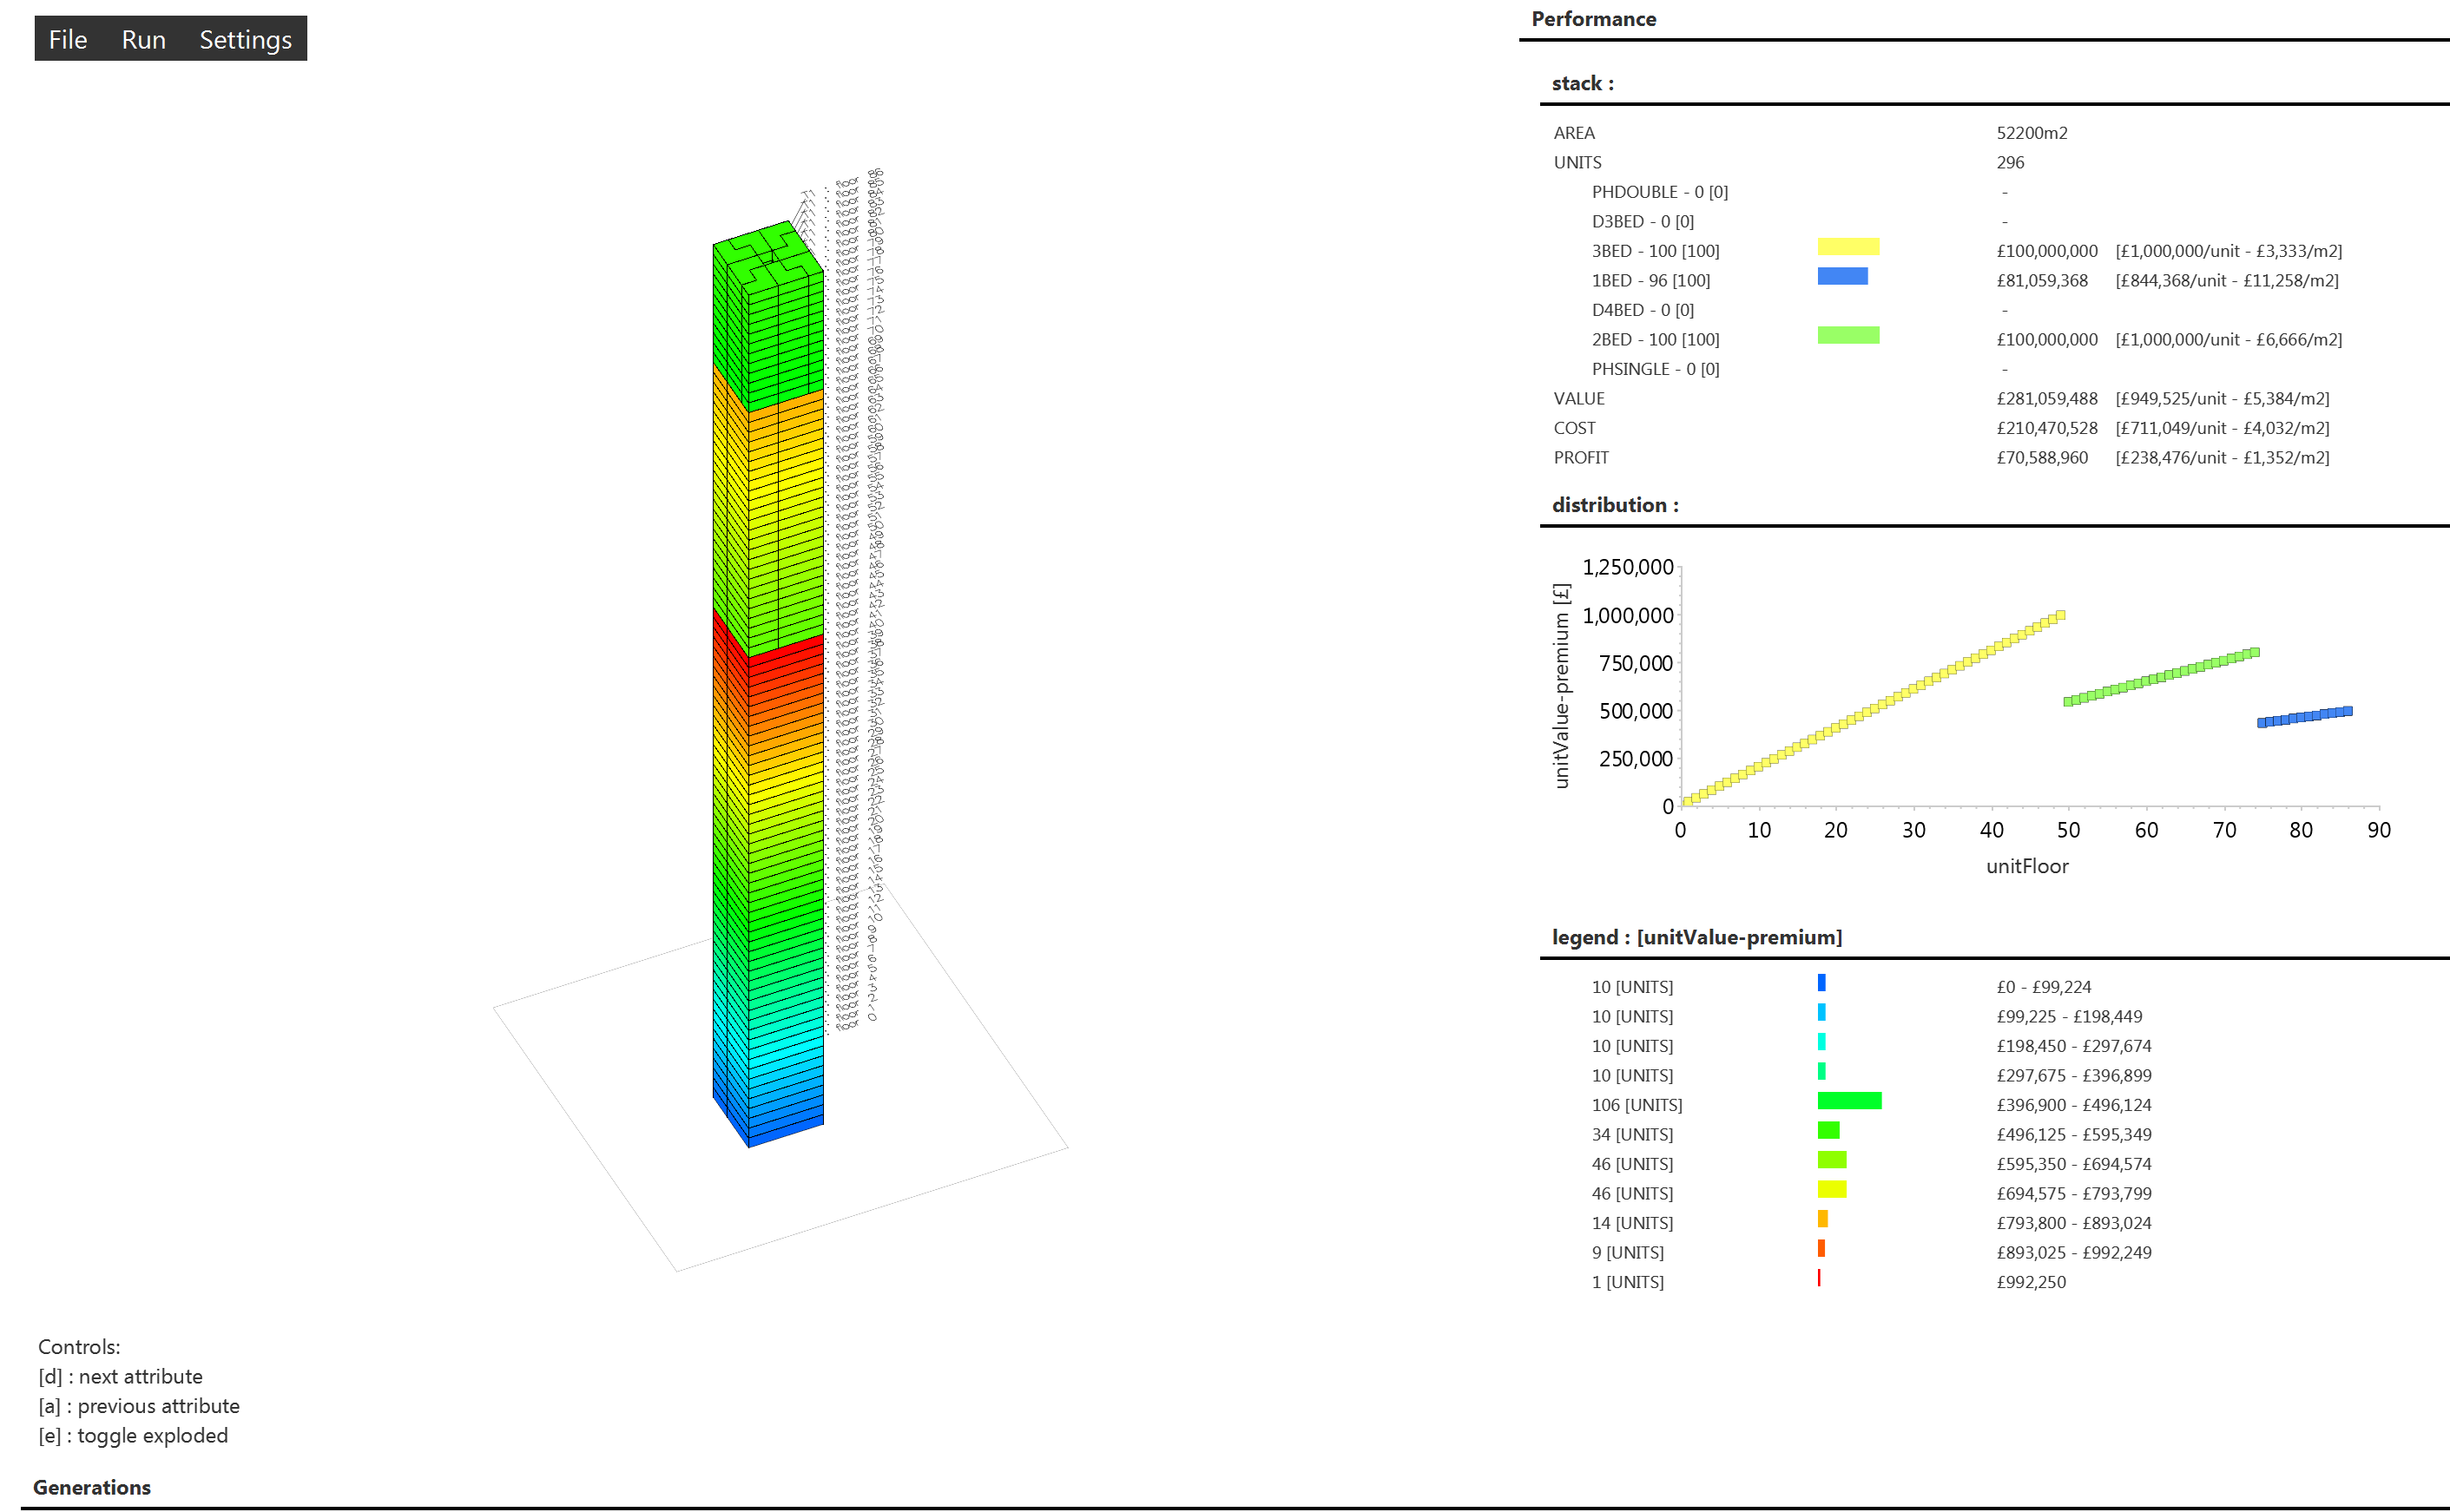 File Run Settings
Performance
stack :
AREA 52200m2
UNITS 296
PHDOUBLE - 0 [0] -
D3BED - 0 [0] -
3BED - 100 [100] £100,000,000 [£1,000,000/unit - £3,333/m2]
1BED - 96 [100] £81,059,368 [£844,368/unit - £11,258/m2]
D4BED - 0 [0] -
2BED - 100 [100] £100,000,000 [£1,000,000/unit - £6,666/m2]
PHSINGLE - 0 [0] -
VALUE £281,059,488 [£949,525/unit - £5,384/m2]
COST £210,470,528 [£711,049/unit - £4,032/m2]
PROFIT £70,588,960 [£238,476/unit - £1,352/m2]
distribution :
unitValue-premium [£]
1,250,000
1,000,000
750,000
500,000
250,000
0
0 10 20 30 40 50 60 70 80 90
unitFloor
legend : [unitValue-premium]
10 [UNITS] £0 - £99,224
10 [UNITS] £99,225 - £198,449
10 [UNITS] £198,450 - £297,674
10 [UNITS] £297,675 - £396,899
106 [UNITS] £396,900 - £496,124
34 [UNITS] £496,125 - £595,349
46 [UNITS] £595,350 - £694,574
46 [UNITS] £694,575 - £793,799
14 [UNITS] £793,800 - £893,024
9 [UNITS] £893,025 - £992,249
1 [UNITS] £992,250
Controls:
[d] : next attribute
[a] : previous attribute
[e] : toggle exploded
Generations